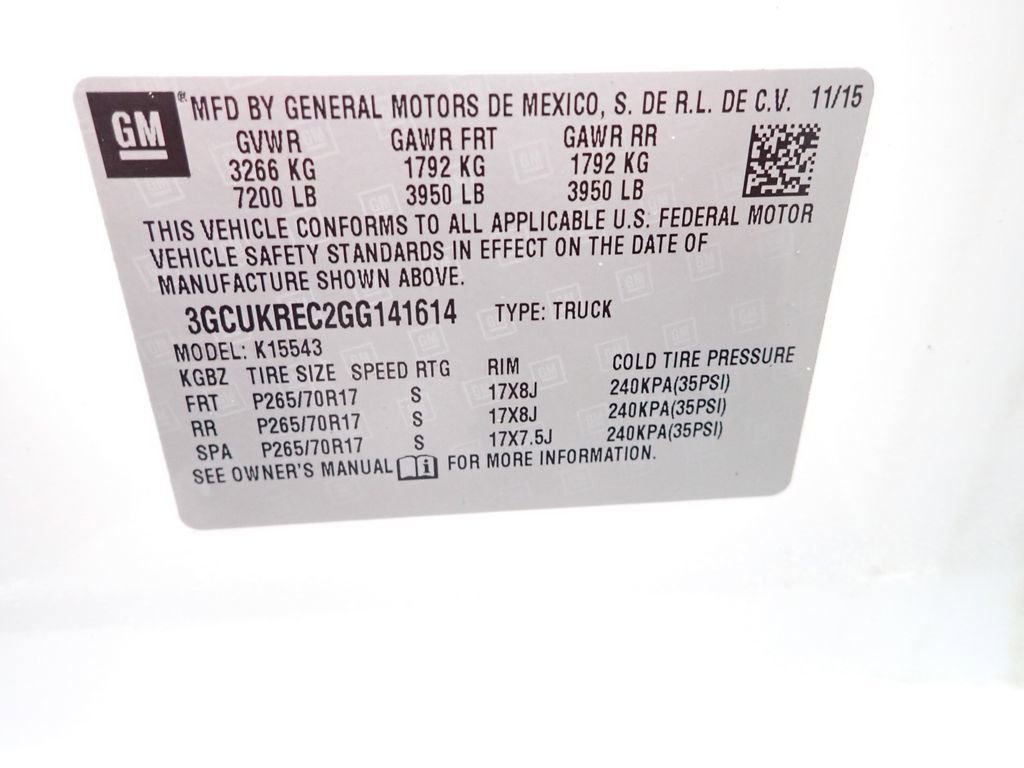 GM ® MFD BY GENERAL MOTORS DE MEXICO, S. DE R.L. DE C.V. 11/15
GVWR GAWR FRT GAWR RR
3266 KG 1792 KG 1792 KG
7200 LB 3950 LB 3950 LB
THIS VEHICLE CONFORMS TO ALL APPLICABLE U.S. FEDERAL MOTOR
VEHICLE SAFETY STANDARDS IN EFFECT ON THE DATE OF
MANUFACTURE SHOWN ABOVE.
3GCUKREC2GG141614 TYPE: TRUCK
MODEL: K15543
KGBZ TIRE SIZE SPEED RTG RIM COLD TIRE PRESSURE
FRT P265/70R17 S 17X8J 240KPA(35PSI)
RR P265/70R17 S 17X8J 240KPA(35PSI)
SPA P265/70R17 S 17X7.5J 240KPA(35PSI)
SEE OWNER'S MANUAL i FOR MORE INFORMATION.